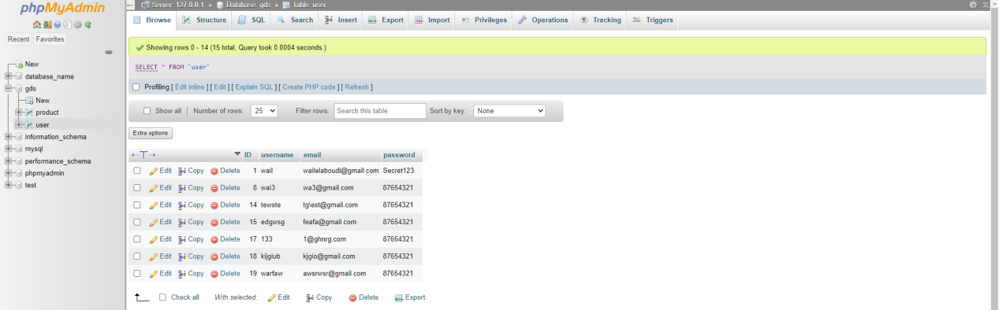 phpMyAdmin
Recent Favorites
New
database_name
gds
New
product
user
information_schema
mysql
performance_schema
phpmyadmin
test
Server: 127.0.0.1 » Database: gds » Table: user
Browse Structure SQL Search Insert Export Import Privileges Operations Tracking Triggers
Showing rows 0 - 14 (15 total, Query took 0.0004 seconds.)
SELECT * FROM `user`
Profiling [ Edit inline ] [ Edit ] [ Explain SQL ] [ Create PHP code ] [ Refresh ]
Show all Number of rows: 25 Filter rows: Search this table Sort by key: None
Extra options
←T→ ID username email password
Edit Copy Delete 1 wail wailelaboudi@gmail.com Secret123
Edit Copy Delete 8 wai3 wa3@gmail.com 87654321
Edit Copy Delete 14 tewste tg\est@gmail.com 87654321
Edit Copy Delete 15 edgwsg feafa@gmail.com 87654321
Edit Copy Delete 17 133 1@ghnrg.com 87654321
Edit Copy Delete 18 kijgiub kjgio@gmail.com 87654321
Edit Copy Delete 19 warfaw awsrwsr@gmail.com 87654321
Check all With selected: Edit Copy Delete Export